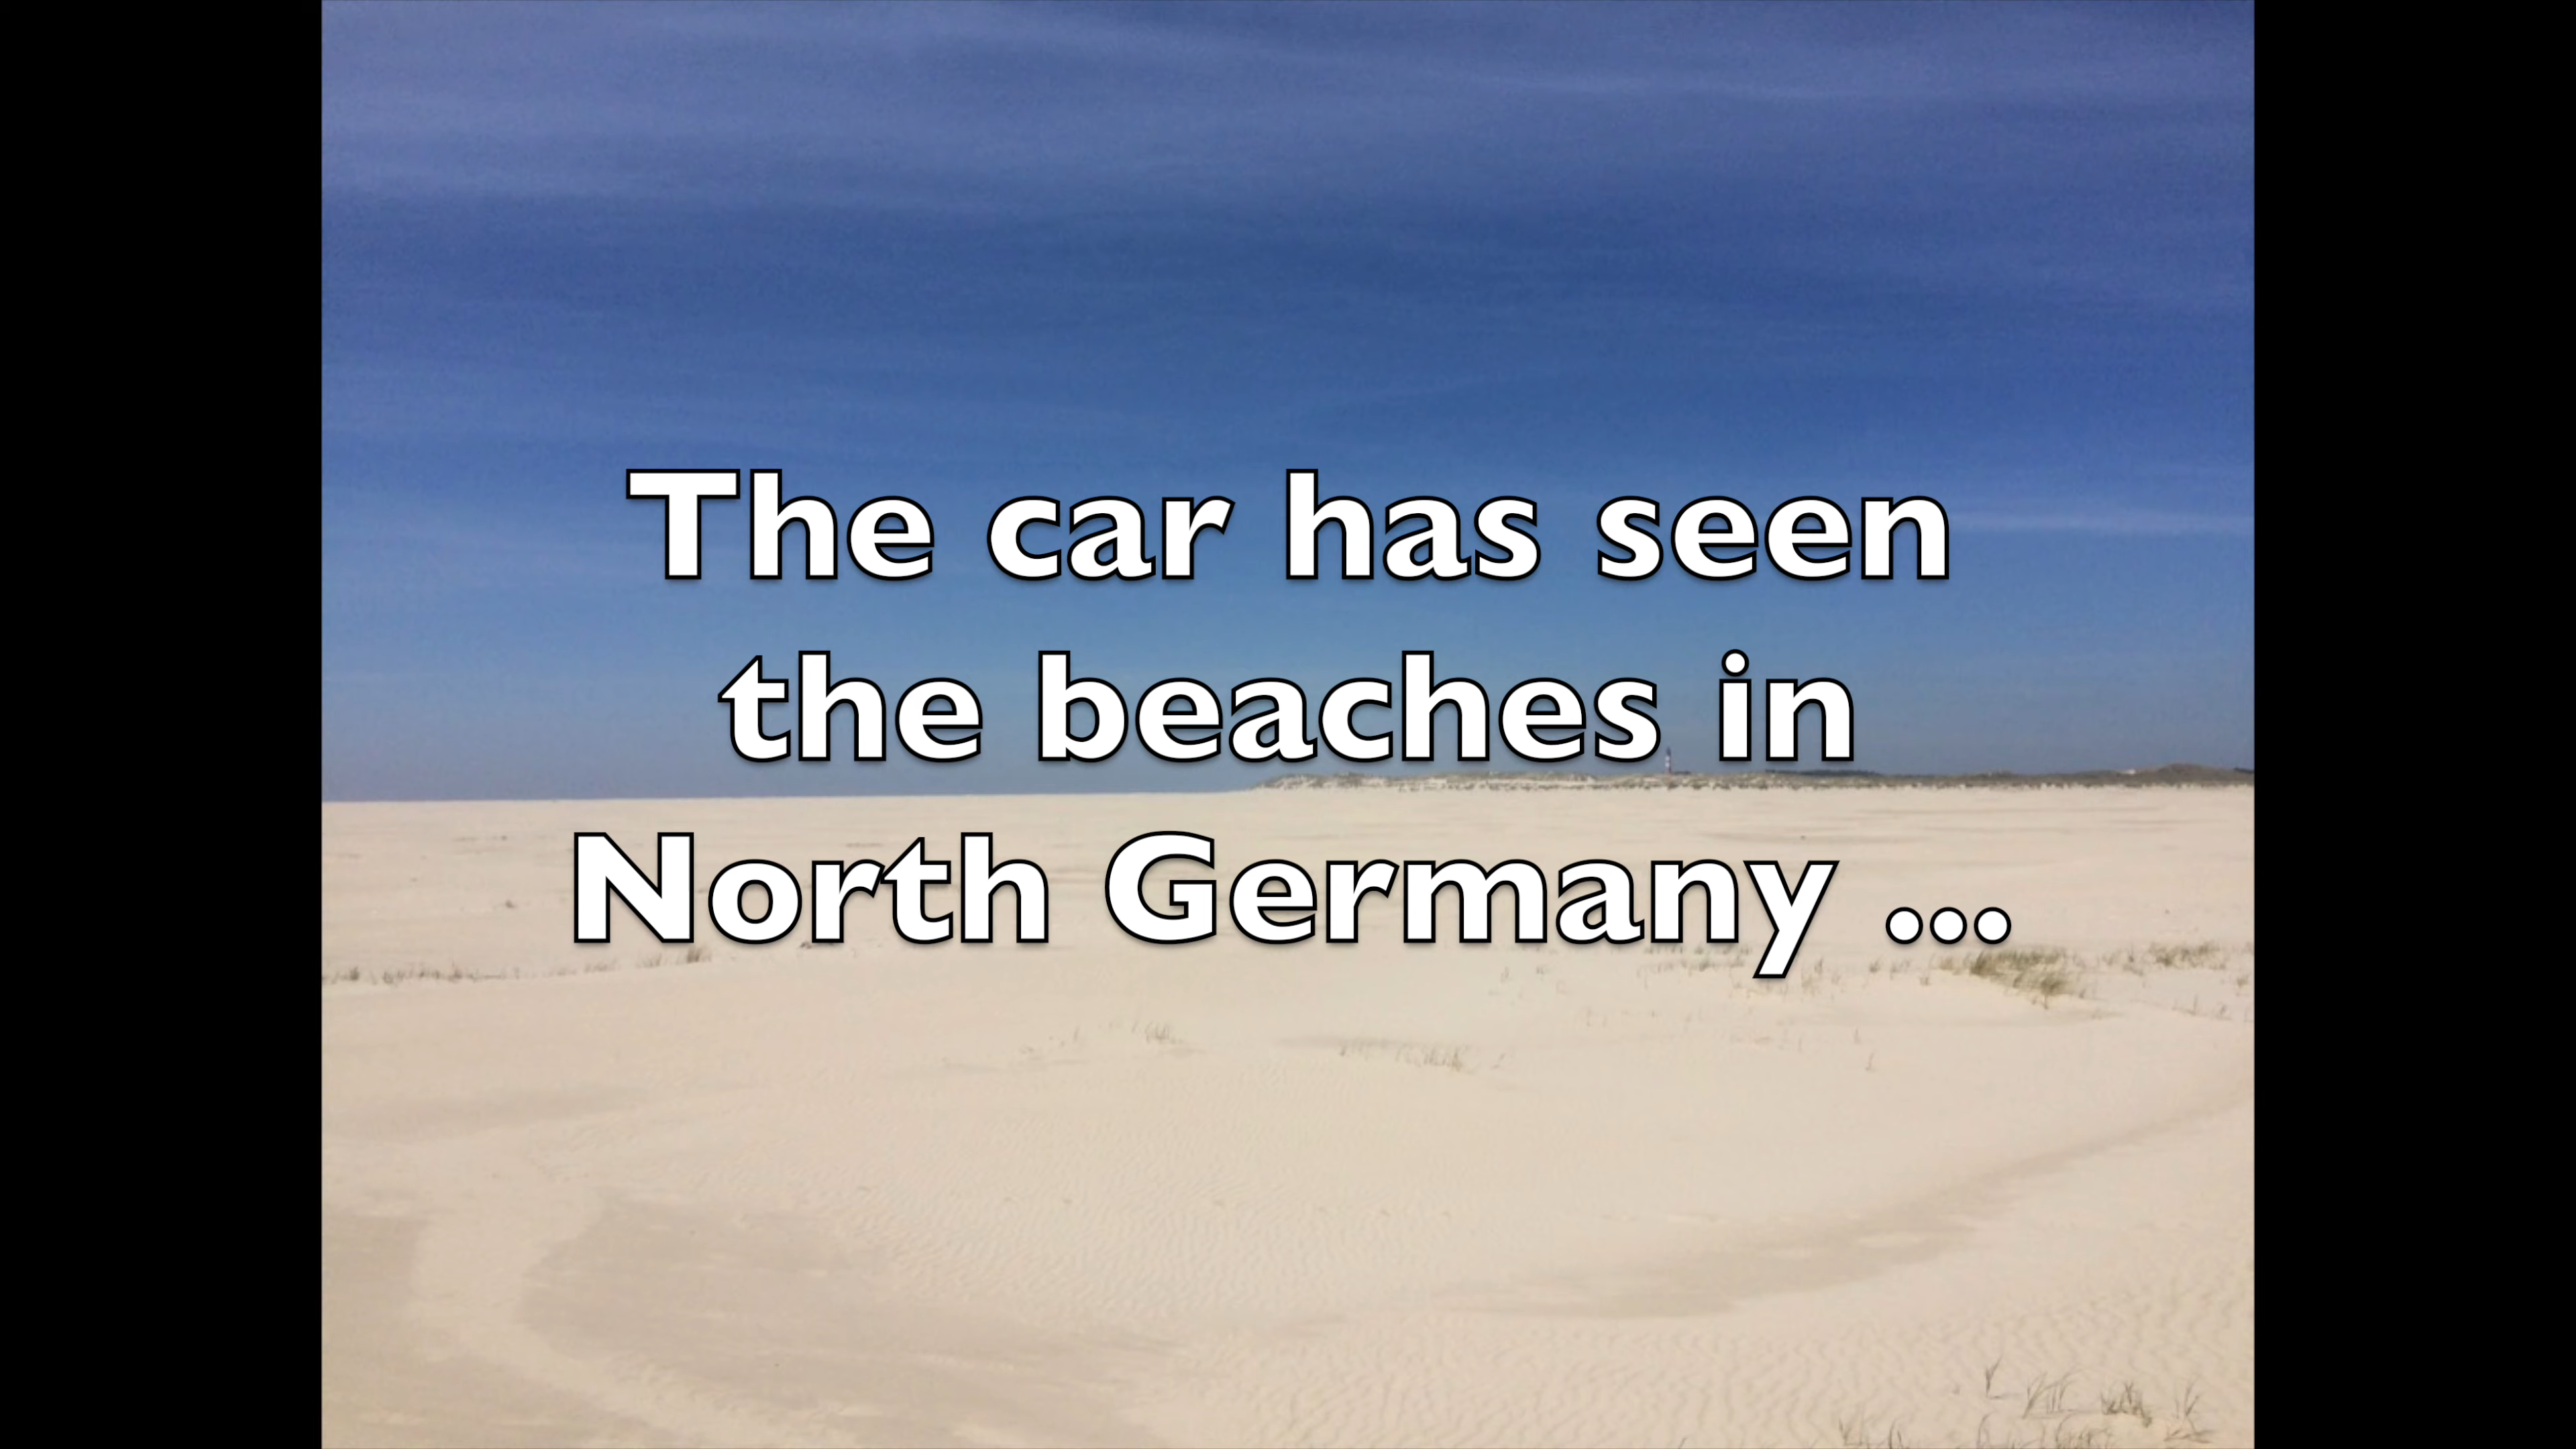 The car has seen
the beaches in
North Germany ...